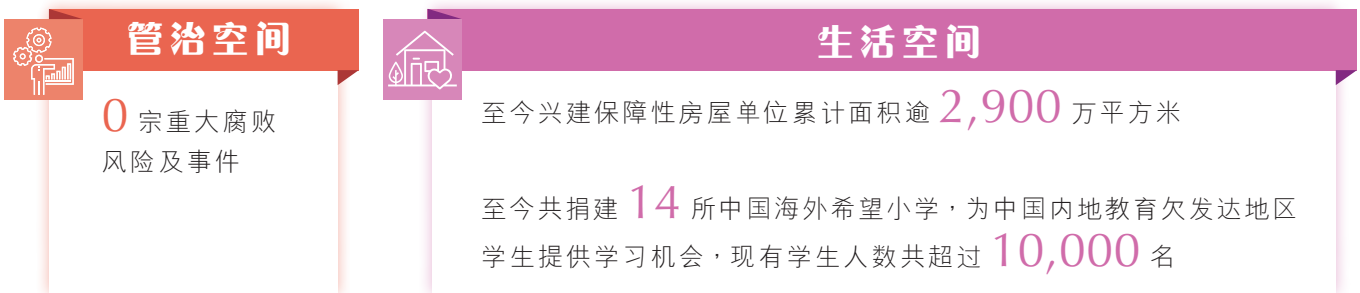 管治空间
0 宗重大腐败
风险及事件
生活空间
至今兴建保障性房屋单位累计面积逾 2,900 万平方米
至今共捐建 14 所中国海外希望小学，为中国内地教育欠发达地区
学生提供学习机会，现有学生人数共超过 10,000 名